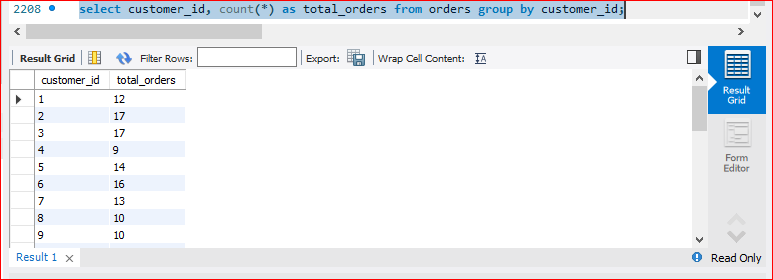 2208 select customer_id, count(*) as total_orders from orders group by customer_id;
Result Grid Filter Rows: Export: Wrap Cell Content: IA
customer_id total_orders
1 12
2 17
3 17
4 9
5 14
6 16
7 13
8 10
9 10
Result
Grid
Form
Editor
Result 1 × Read Only